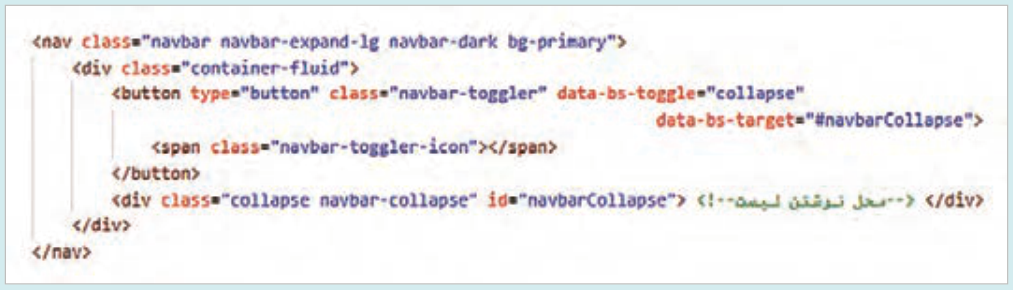 <nav class="navbar navbar-expand-lg navbar-dark bg-primary">
<div class="container-fluid">
<button type="button" class="navbar-toggler" data-bs-toggle="collapse"
data-bs-target="#navbarCollapse">
<span class="navbar-toggler-icon"></span>
</button>
<div class="collapse navbar-collapse" id="navbarCollapse"> <!--محل نوشتن لیست--> </div>
</div>
</nav>